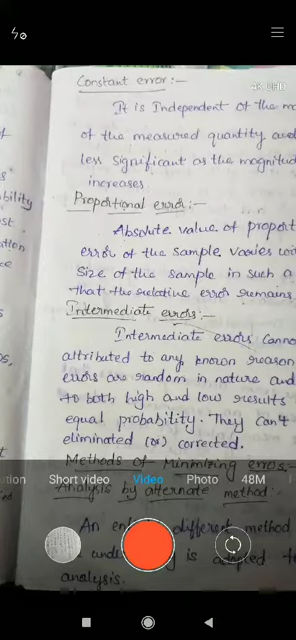 4K UHD
Constant error:-
It is Independent of the
of the measured quantity and
less significant as the magnitud
increases.
Proportional error:-
Absolute value of proport
error of the sample varies wit
size of the sample in such a
that the relative error remains
Intermediate errors:-
Intermediate errors canno
attributed to any known reason
errors are random in nature and
to both high and low results
equal probability. They can't
eliminated (or) corrected.
Methods of Minimizing erros:-
Short video Video Photo 48M
Analysis by alternate method:-
An different method
is adopted
analysis.